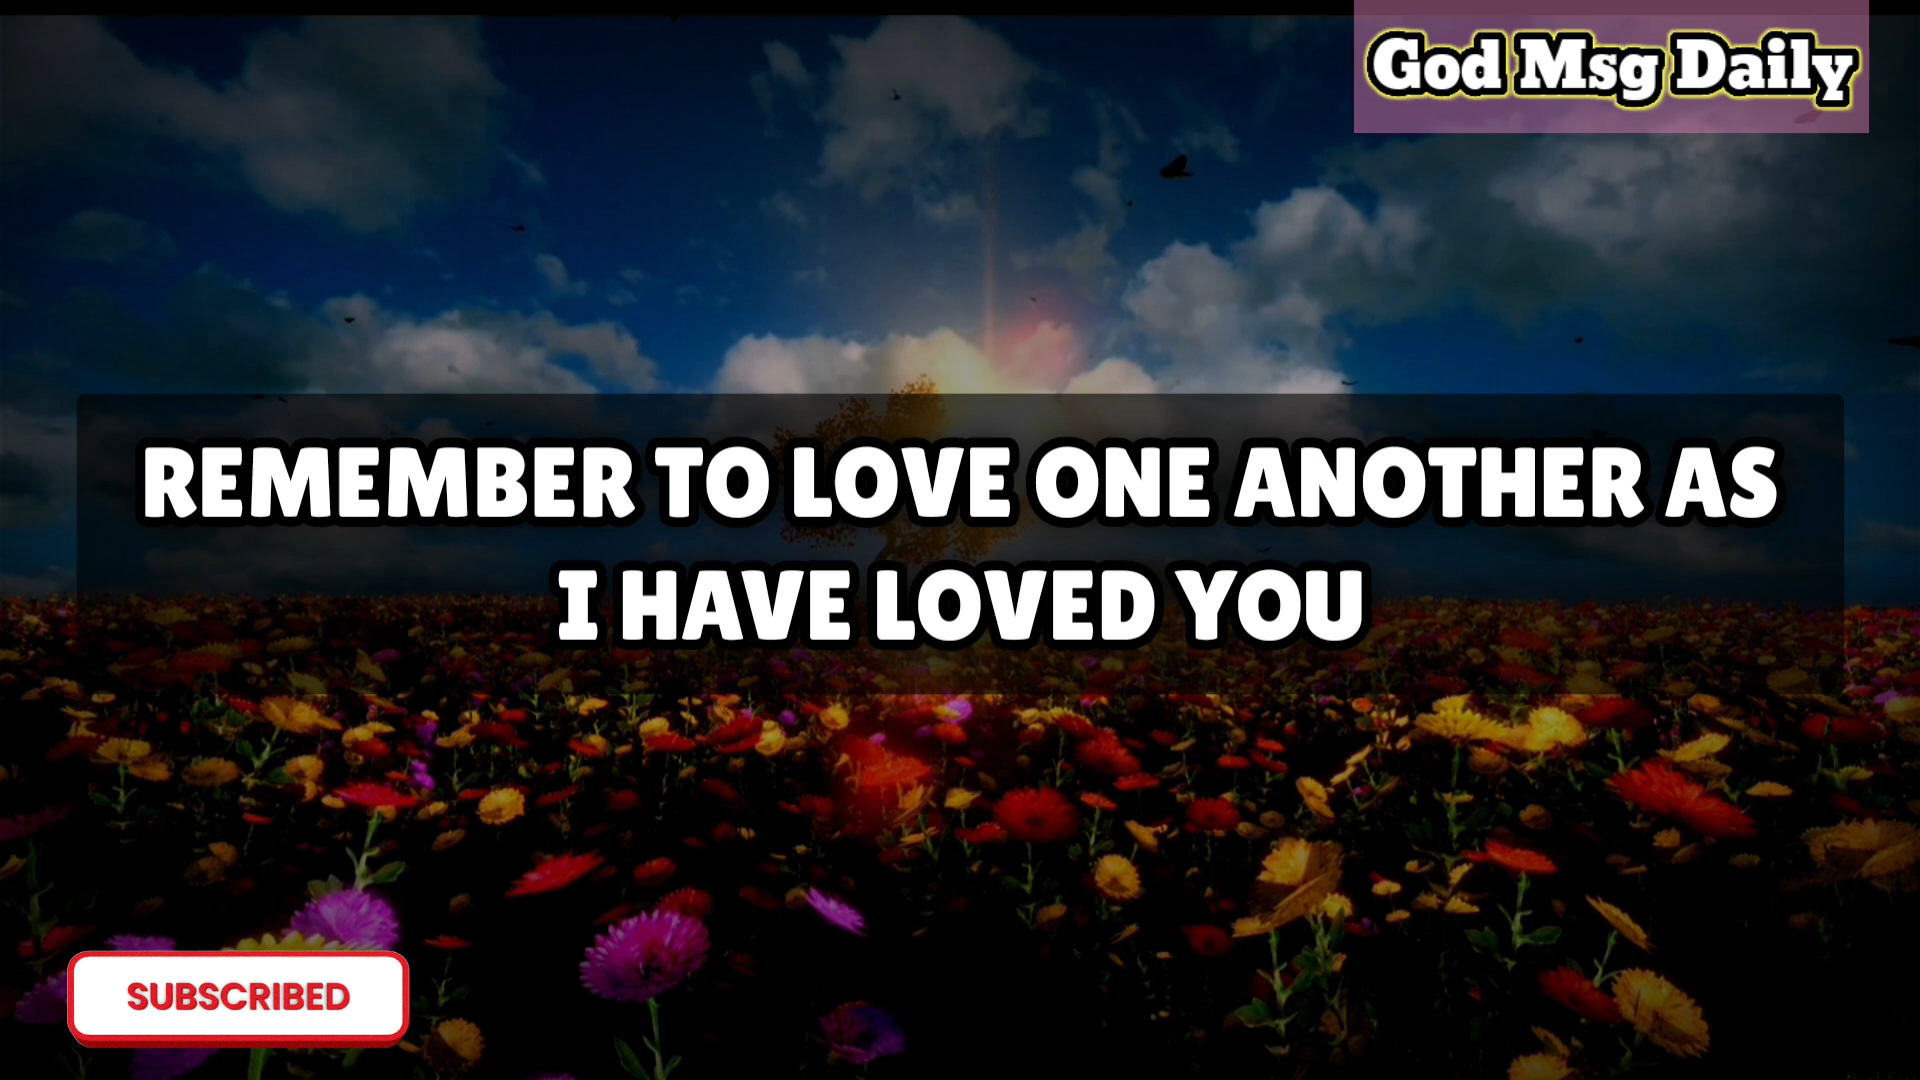 God Msg Daily
REMEMBER TO LOVE ONE ANOTHER AS
I HAVE LOVED YOU
SUBSCRIBED